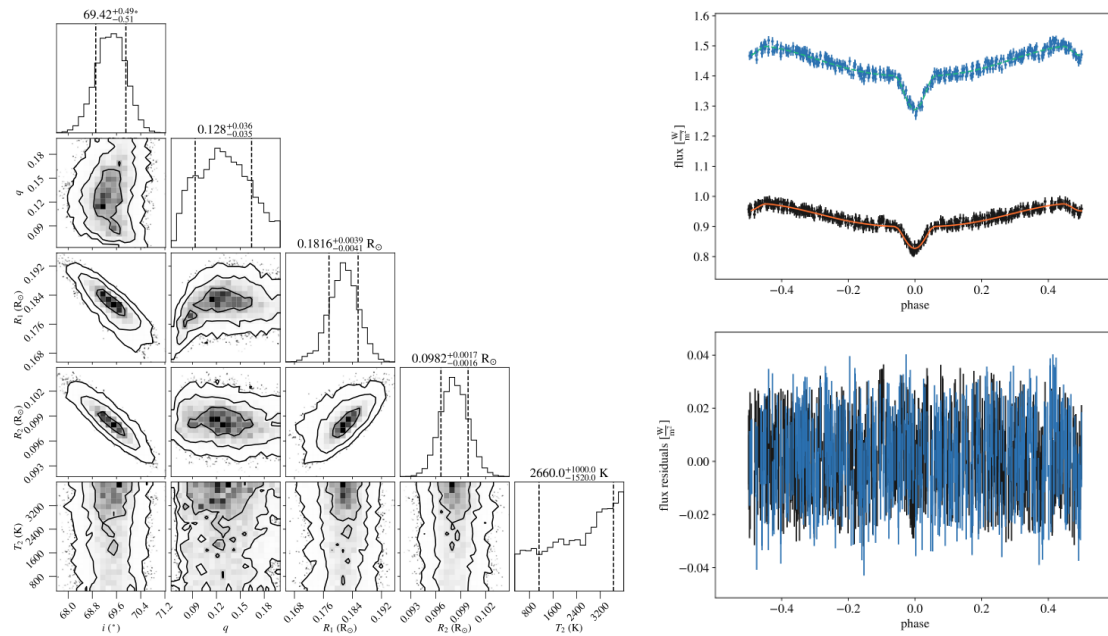 69.42+0.49°−0.51
0.128+0.036−0.035
0.1816+0.0039−0.0041 R⊙
0.0982+0.0017−0.0016 R⊙
2660.0+1000.0−1520.0 K
q
0.18
0.15
0.12
0.09
R1 (R⊙)
0.192
0.184
0.176
0.168
R2 (R⊙)
0.102
0.099
0.096
0.093
T2 (K)
3200
2400
1600
800
68.0 68.8 69.6 70.4 71.2
i (°)
0.09 0.12 0.15 0.18
q
0.168 0.176 0.184 0.192
R1 (R⊙)
0.093 0.096 0.099 0.102
R2 (R⊙)
800 1600 2400 3200
T2 (K)
flux [W/m²]
1.6
1.5
1.4
1.3
1.2
1.1
1.0
0.9
0.8
−0.4 −0.2 0.0 0.2 0.4
phase
flux residuals [W/m²]
0.04
0.02
0.00
−0.02
−0.04
−0.4 −0.2 0.0 0.2 0.4
phase